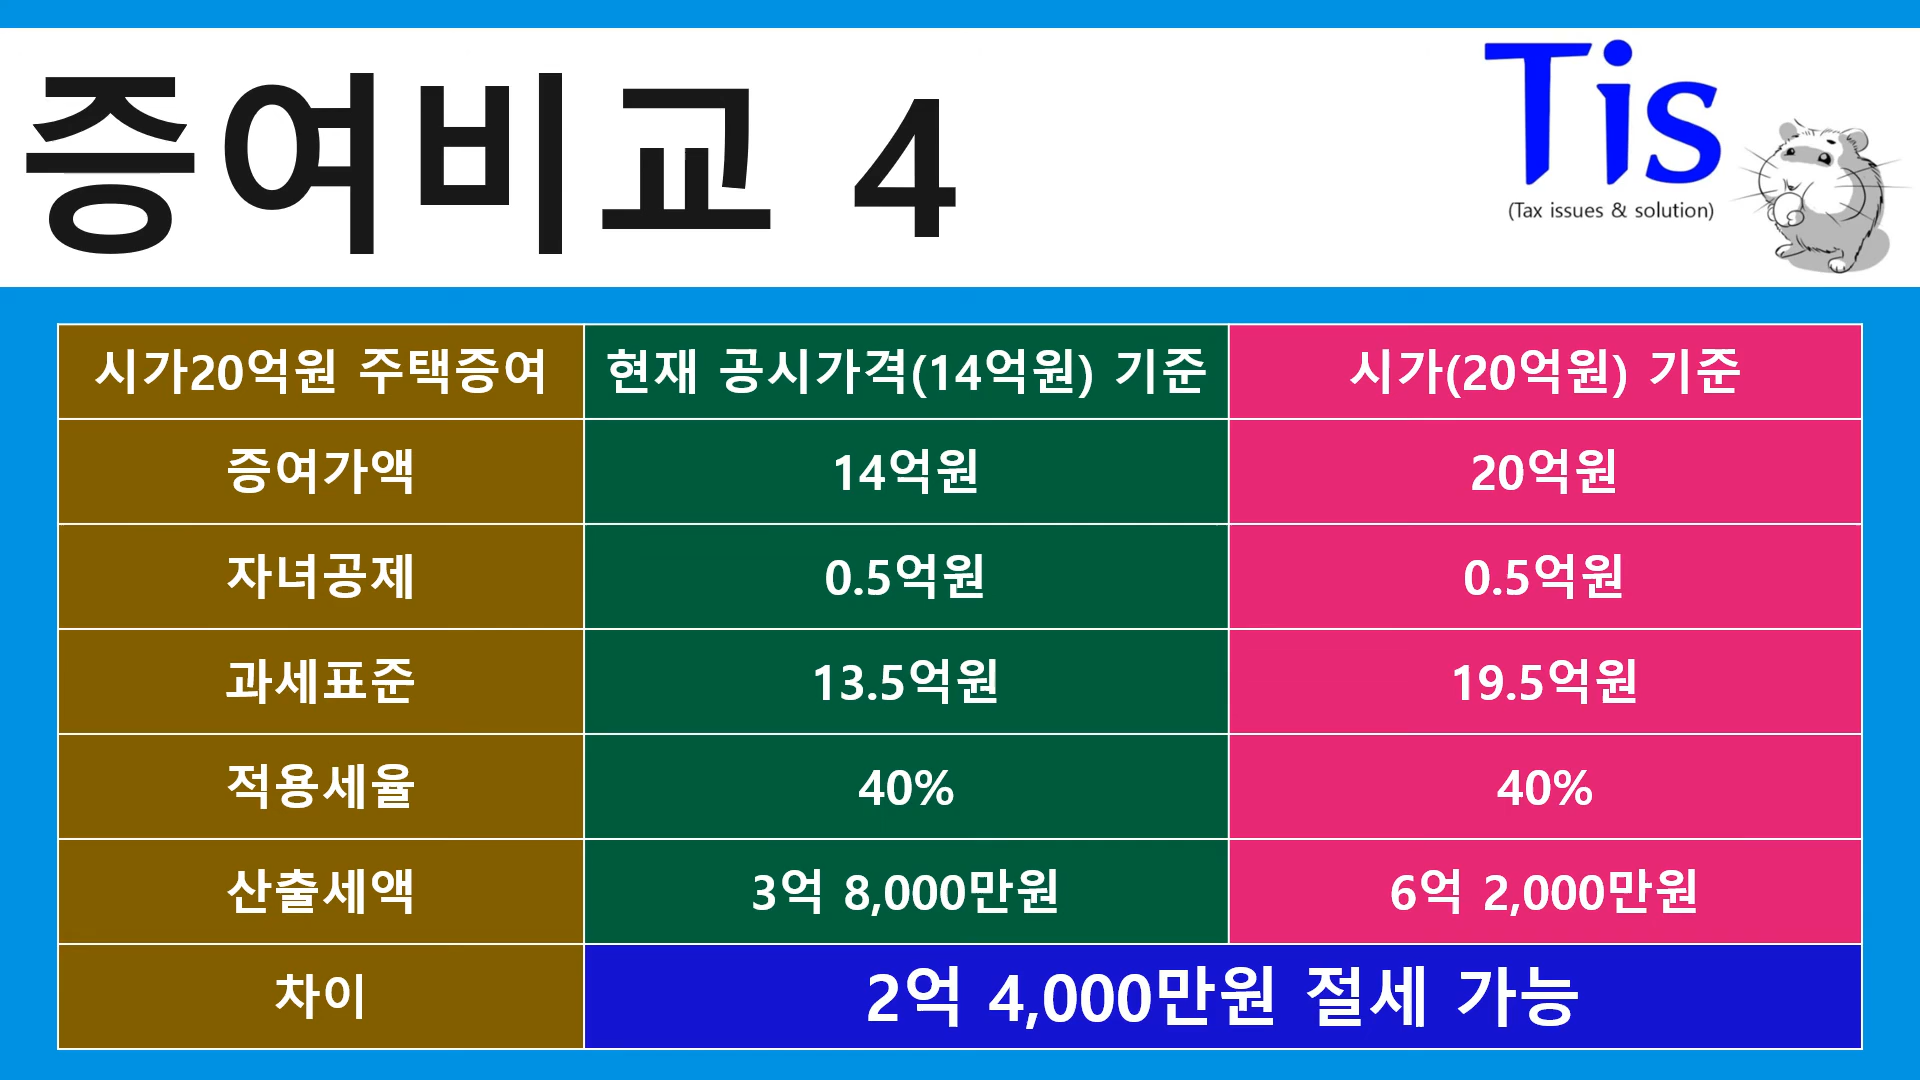 증여비교 4
Tis
(Tax issues & solution)
시가20억원 주택증여 현재 공시가격(14억원) 기준 시가(20억원) 기준
증여가액 14억원 20억원
자녀공제 0.5억원 0.5억원
과세표준 13.5억원 19.5억원
적용세율 40% 40%
산출세액 3억 8,000만원 6억 2,000만원
차이 2억 4,000만원 절세 가능